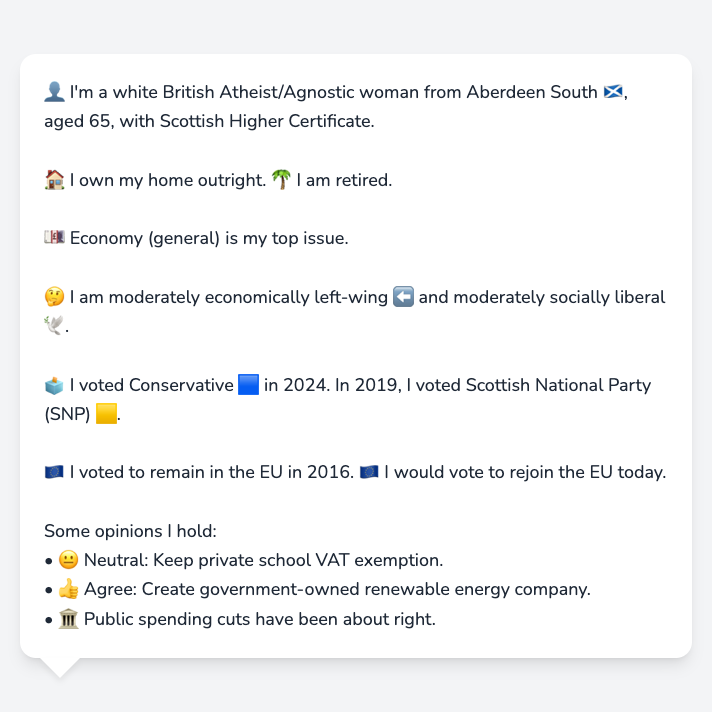 👤 I'm a white British Atheist/Agnostic woman from Aberdeen South 🏴󠁧󠁢󠁳󠁣󠁴󠁿,
aged 65, with Scottish Higher Certificate.
🏠 I own my home outright. 🌴 I am retired.
💷 Economy (general) is my top issue.
🤔 I am moderately economically left-wing ⬅️ and moderately socially liberal
🕊️.
🗳️ I voted Conservative 🟦 in 2024. In 2019, I voted Scottish National Party
(SNP) 🟨.
🇪🇺 I voted to remain in the EU in 2016. 🇪🇺 I would vote to rejoin the EU today.
Some opinions I hold:
• 😐 Neutral: Keep private school VAT exemption.
• 👍 Agree: Create government-owned renewable energy company.
• 🏛️ Public spending cuts have been about right.